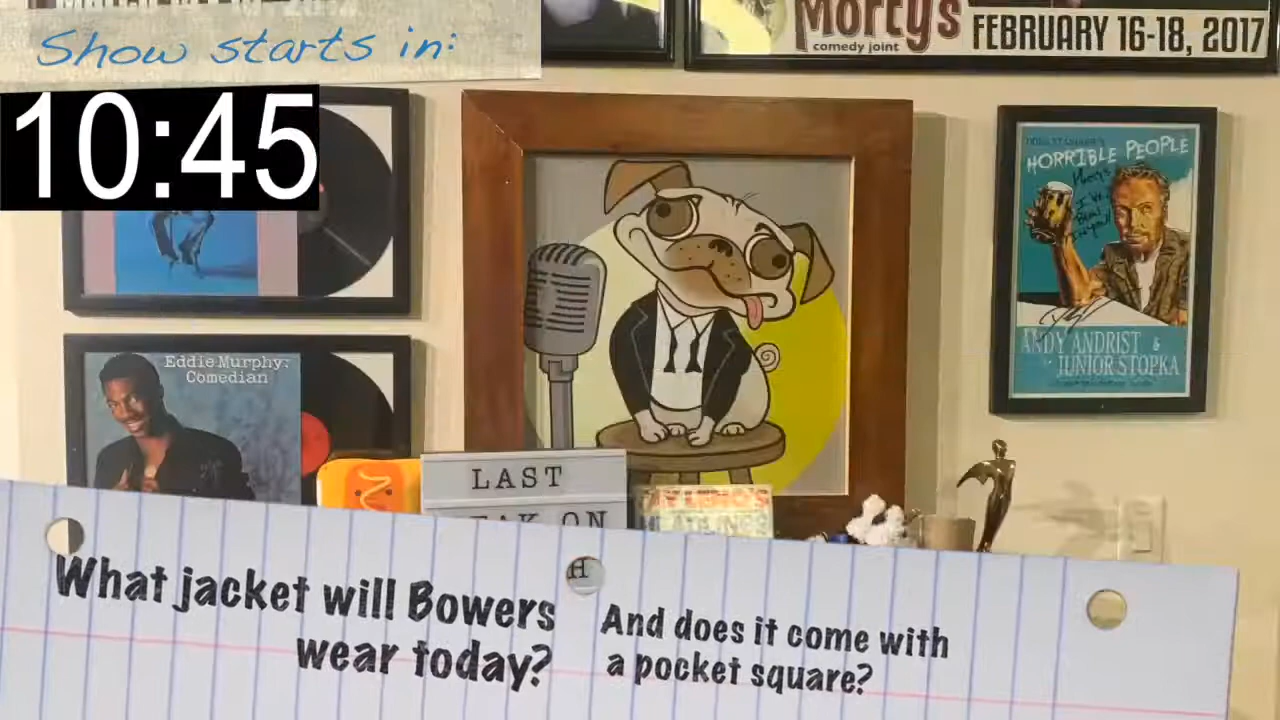 Show starts in:
10:45
Morty's
comedy joint
FEBRUARY 16-18, 2017
HORRIBLE PEOPLE
ANDY ANDRIST &
JUNIOR STOPKA
Eddie Murphy:
Comedian
LAST
ON
H
What jacket will Bowers
wear today?
And does it come with
a pocket square?